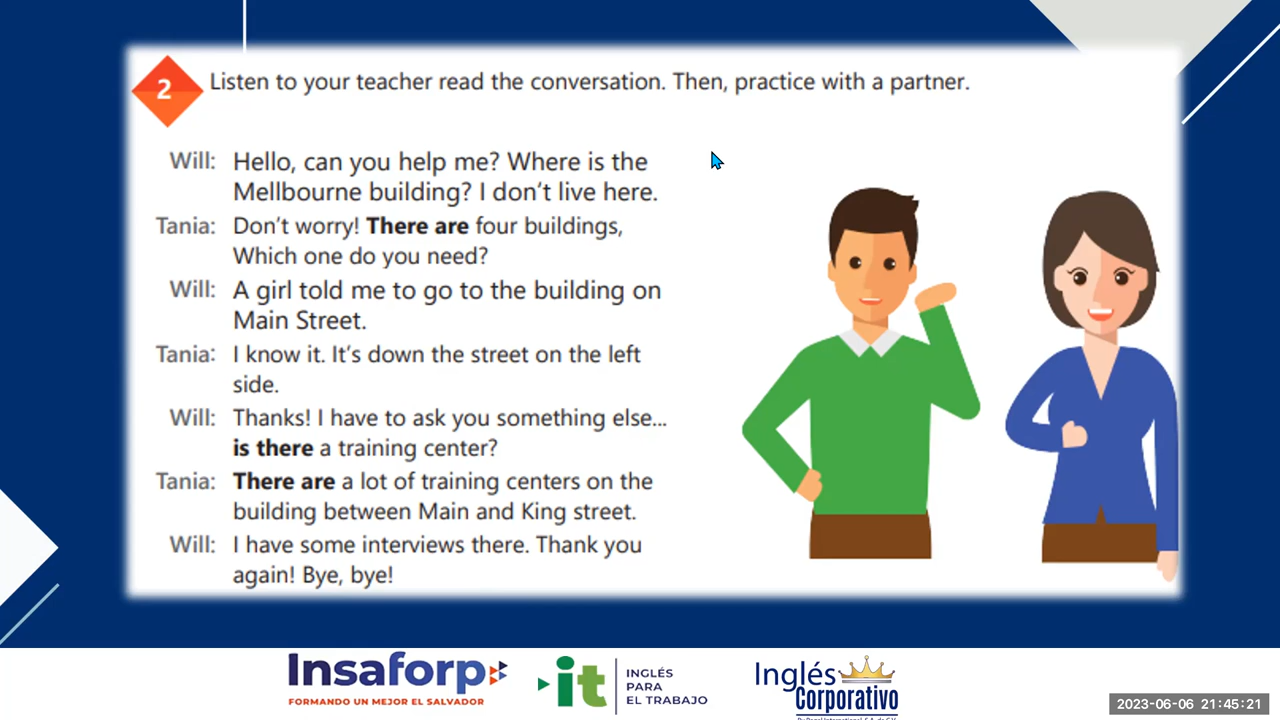 2
Listen to your teacher read the conversation. Then, practice with a partner.
Will: Hello, can you help me? Where is the
Mellbourne building? I don't live here.
Tania: Don't worry! There are four buildings,
Which one do you need?
Will: A girl told me to go to the building on
Main Street.
Tania: I know it. It's down the street on the left
side.
Will: Thanks! I have to ask you something else...
is there a training center?
Tania: There are a lot of training centers on the
building between Main and King street.
Will: I have some interviews there. Thank you
again! Bye, bye!
Insaforp
FORMANDO UN MEJOR EL SALVADOR
it
INGLÉS
PARA
EL TRABAJO
Inglés
Corporativo
2023-06-06 21:45:21